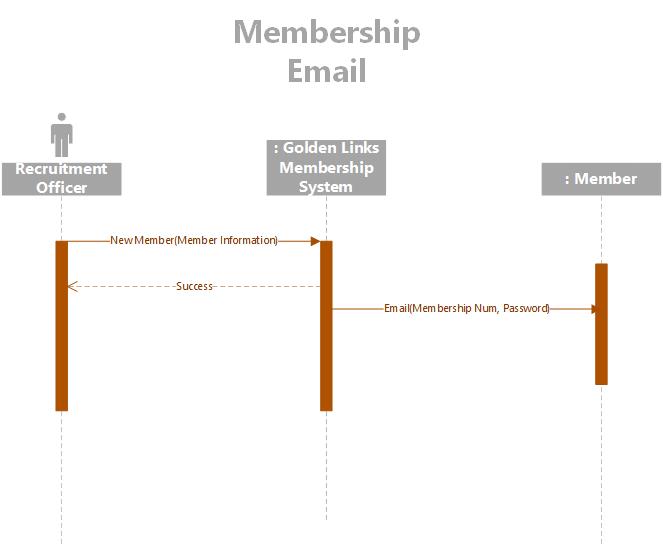 Membership
Email
Recruitment
Officer
: Golden Links
Membership
System
: Member
NewMember(Member Information)
Success
Email(Membership Num, Password)